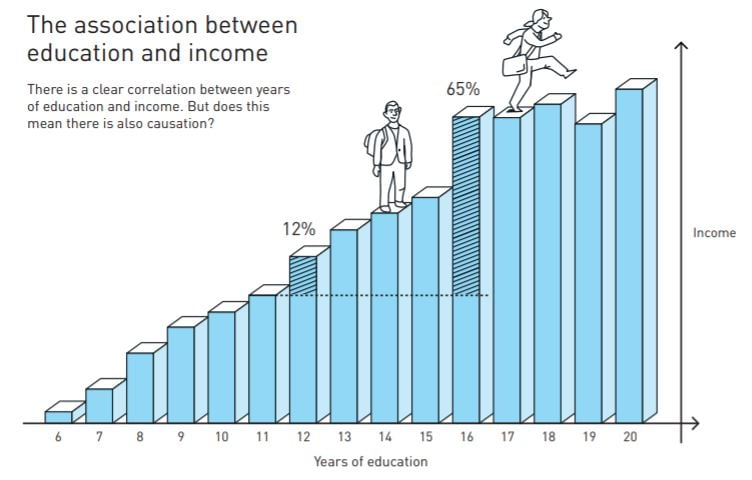 The association between
education and income
There is a clear correlation between years
of education and income. But does this
mean there is also causation?
65%
12%
Income
6 7 8 9 10 11 12 13 14 15 16 17 18 19 20
Years of education